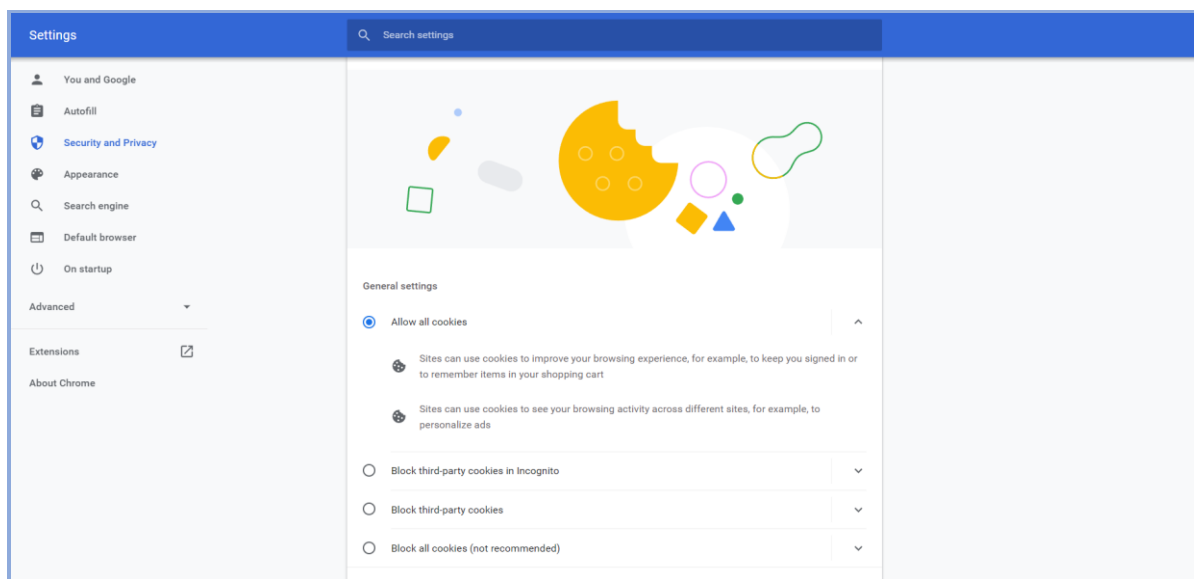 Settings
Search settings
You and Google
Autofill
Security and Privacy
Appearance
Search engine
Default browser
On startup
Advanced
Extensions
About Chrome
General settings
Allow all cookies
Sites can use cookies to improve your browsing experience, for example, to keep you signed in or
to remember items in your shopping cart
Sites can use cookies to see your browsing activity across different sites, for example, to
personalize ads
Block third-party cookies in Incognito
Block third-party cookies
Block all cookies (not recommended)